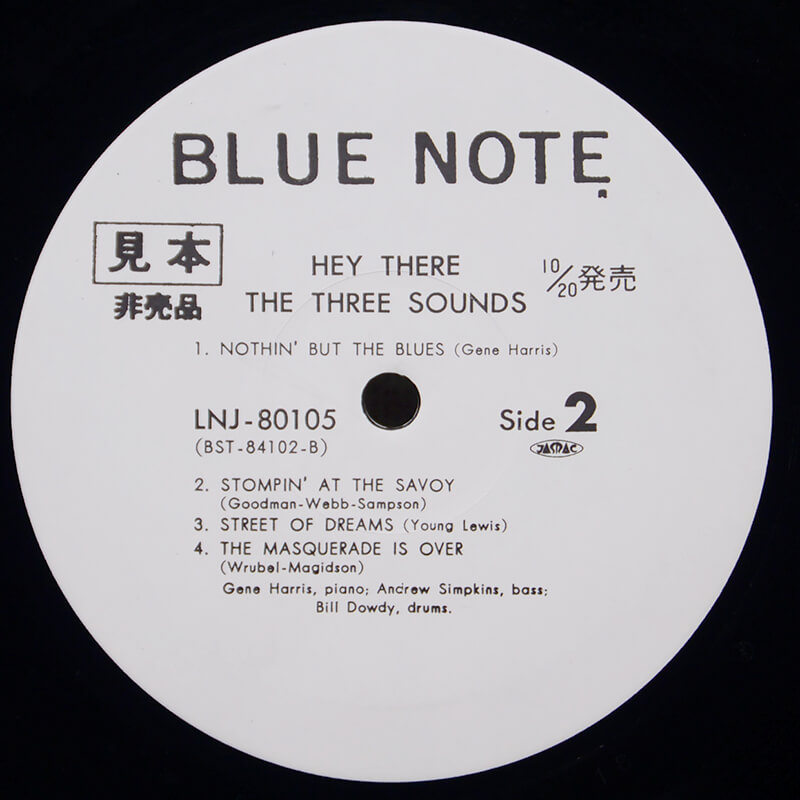 BLUE NOTE
見本
非売品
HEY THERE
THE THREE SOUNDS
10/20発売
1. NOTHIN' BUT THE BLUES (Gene Harris)
LNJ-80105
(BST-84102-B)
Side 2
JASRAC
2. STOMPIN' AT THE SAVOY
(Goodman-Webb-Sampson)
3. STREET OF DREAMS (Young Lewis)
4. THE MASQUERADE IS OVER
(Wrubel-Magidson)
Gene Harris, piano; Andrew Simpkins, bass;
Bill Dowdy, drums.